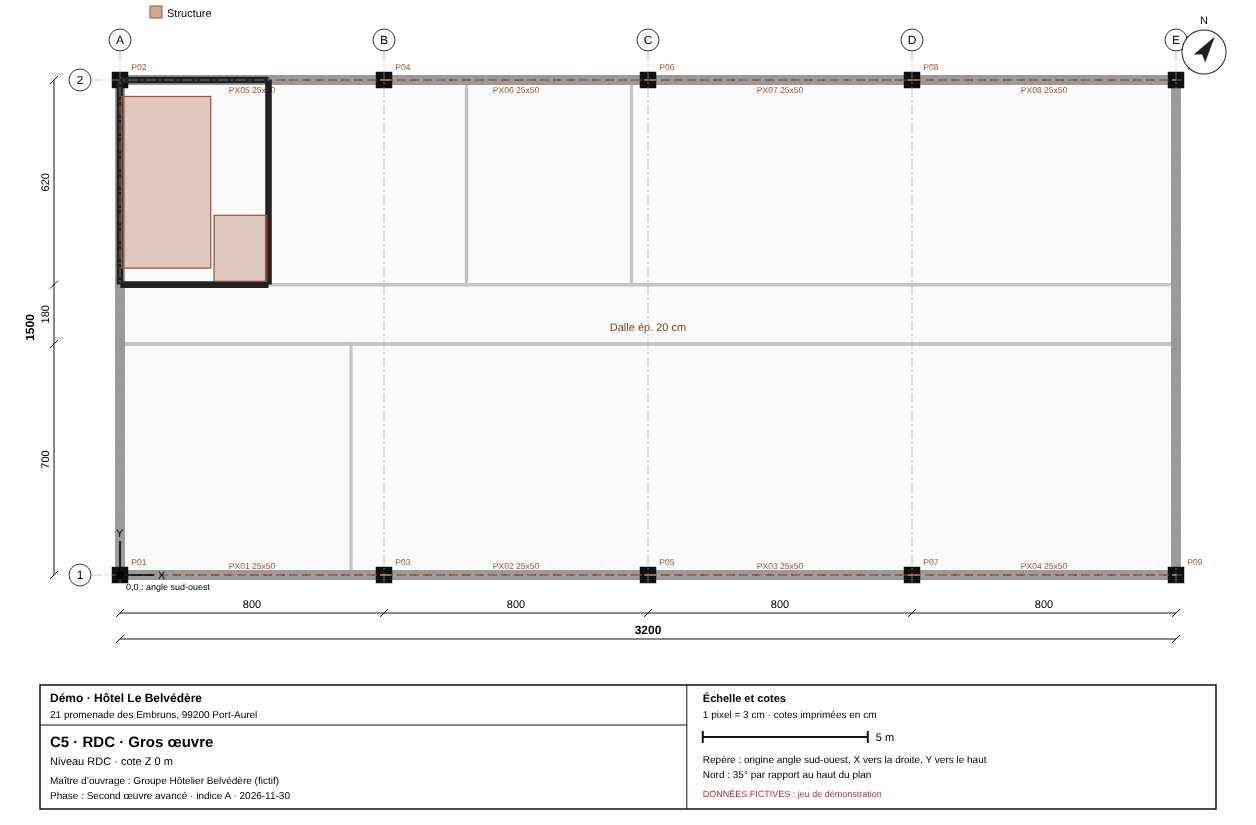 Structure
N
A
B
C
D
E
P02
P04
P06
P08
2
PX05 25x50
PX06 25x50
PX07 25x50
PX08 25x50
620
180
1500
Dalle ép. 20 cm
700
Y
P01
P03
P05
P07
P09
PX01 25x50
PX02 25x50
PX03 25x50
PX04 25x50
1
X
0,0 : angle sud-ouest
800
800
800
800
3200
Démo · Hôtel Le Belvédère
21 promenade des Embruns, 99200 Port-Aurel
C5 · RDC · Gros œuvre
Niveau RDC · cote Z 0 m
Maître d'ouvrage : Groupe Hôtelier Belvédère (fictif)
Phase : Second œuvre avancé · indice A · 2026-11-30
Échelle et cotes
1 pixel = 3 cm · cotes imprimées en cm
5 m
Repère : origine angle sud-ouest, X vers la droite, Y vers le haut
Nord : 35° par rapport au haut du plan
DONNÉES FICTIVES : jeu de démonstration